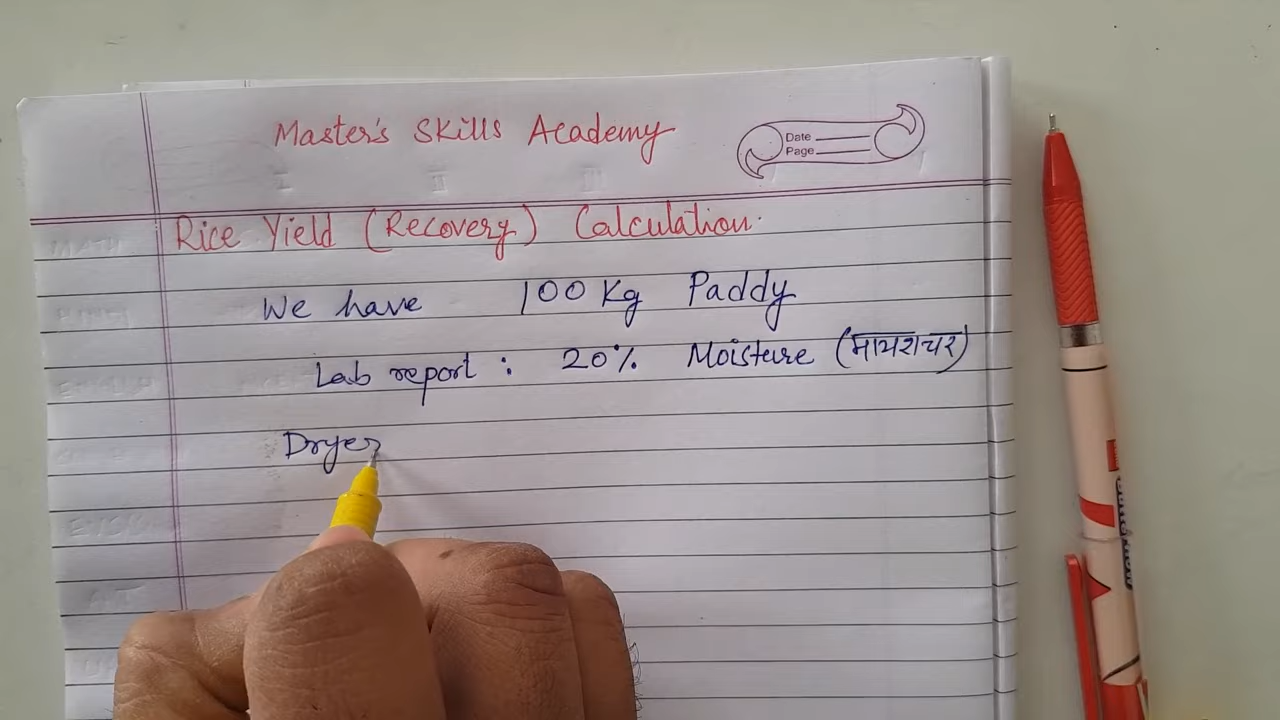 Master's Skills Academy
Date
Page
Rice Yield (Recovery) Calculation.
We have 100 Kg Paddy
Lab report : 20% Moisture (मायशचर)
Dryer